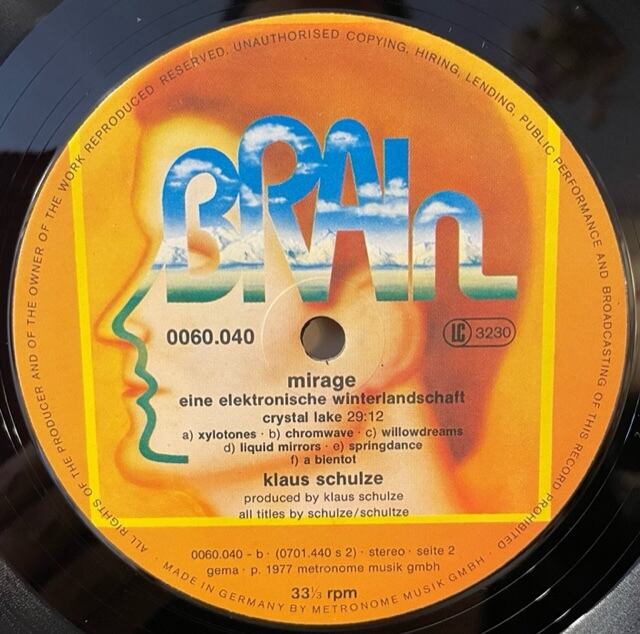 ALL RIGHTS OF THE PRODUCER AND OF THE OWNER OF THE WORK REPRODUCED RESERVED, UNAUTHORISED COPYING, HIRING, LENDING, PUBLIC PERFORMANCE AND BROADCASTING OF THIS RECORD PROHIBITED
BRAIn
0060.040
LC 3230
mirage
eine elektronische winterlandschaft
crystal lake 29:12
a) xylotones · b) chromwave · c) willowdreams
d) liquid mirrors · e) springdance
f) a bientot
klaus schulze
produced by klaus schulze
all titles by schulze/schultze
0060.040 - b · (0701.440 s 2) · stereo · seite 2
gema · p. 1977 metronome musik gmbh
33⅓ rpm
· MADE IN GERMANY BY METRONOME MUSIK GMBH ·